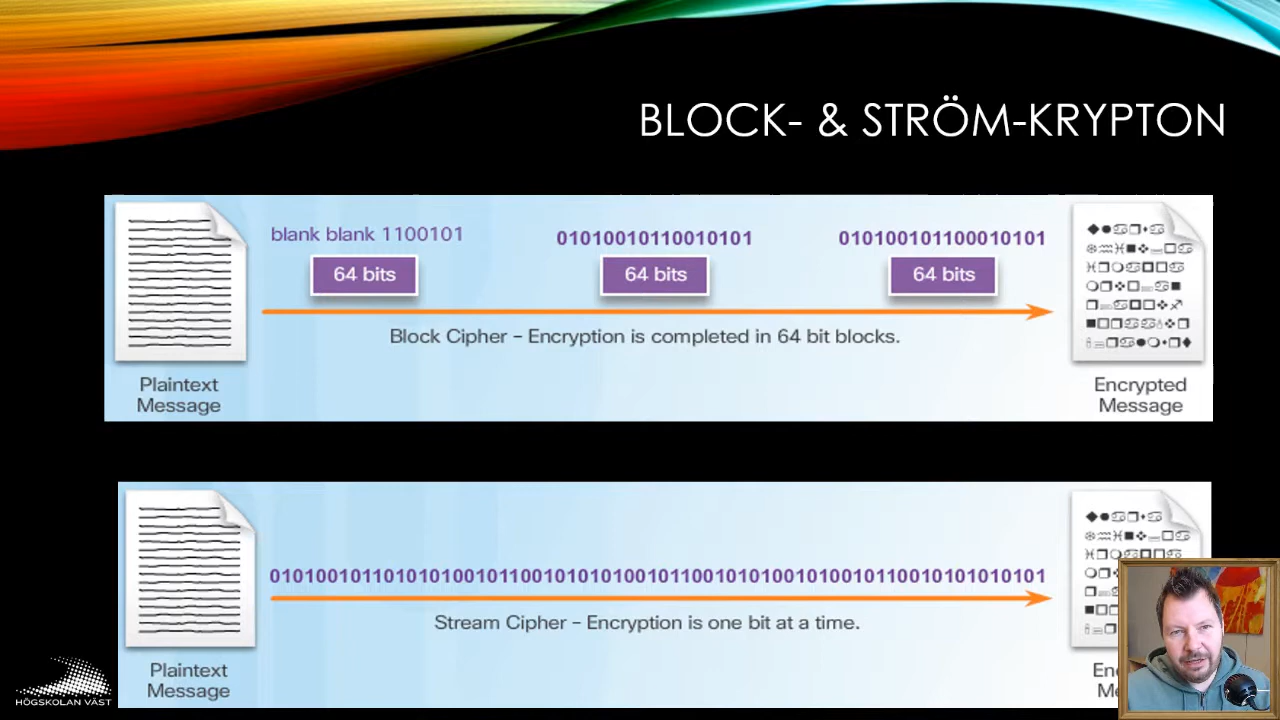 BLOCK- & STRÖM-KRYPTON
blank blank 1100101
01010010110010101
010100101100010101
64 bits
64 bits
64 bits
Block Cipher – Encryption is completed in 64 bit blocks.
Plaintext
Message
Encrypted
Message
0101001011010101001011001010101001011001010100101001011001010101010101
Stream Cipher – Encryption is one bit at a time.
Plaintext
Message
HÖGSKOLAN VÄST